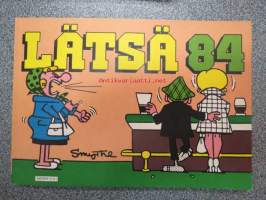 LÄTSÄ 84
antikvariaatti.net
Smythe